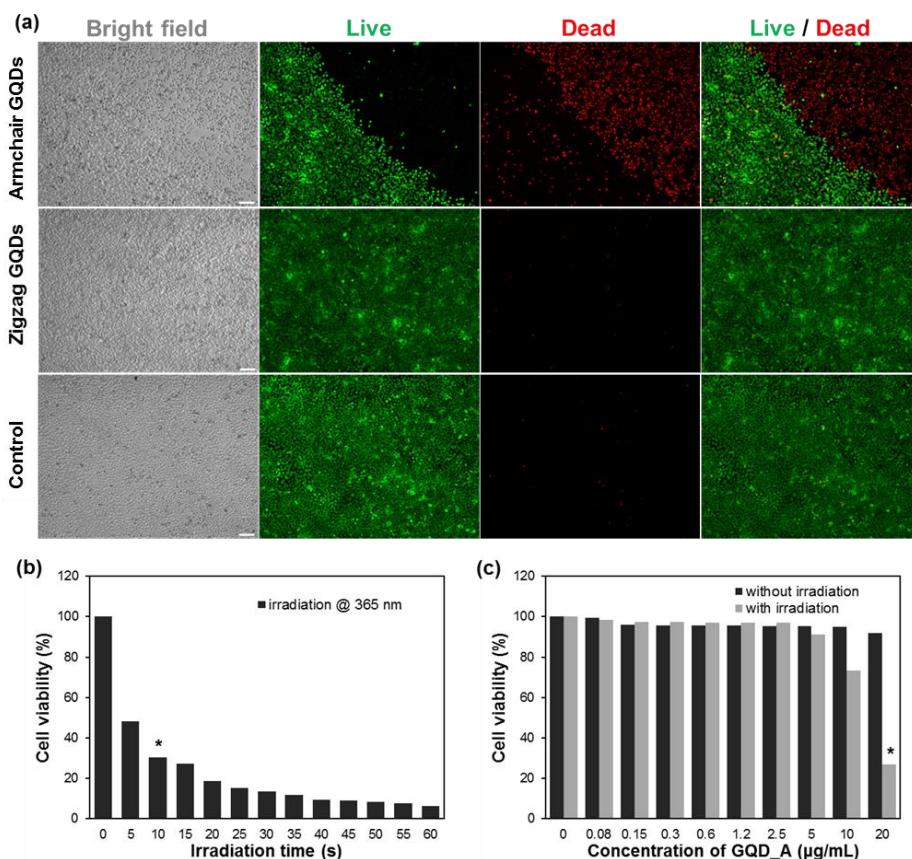 (a)
Bright field
Live
Dead
Live / Dead
Armchair GQDs
Zigzag GQDs
Control
(b)
Cell viability (%)
120
100
80
60
40
20
0
irradiation @ 365 nm
*
0 5 10 15 20 25 30 35 40 45 50 55 60
Irradiation time (s)
(c)
Cell viability (%)
120
100
80
60
40
20
0
without irradiation
with irradiation
*
0 0.08 0.15 0.3 0.6 1.2 2.5 5 10 20
Concentration of GQD_A (µg/mL)